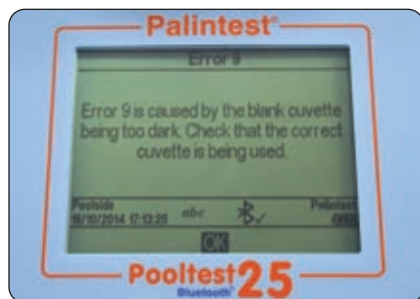 Palintest®
Error 9
Error 9 is caused by the blank cuvette
being too dark. Check that the correct
cuvette is being used.
Poolside Palintest
16/10/2014 17:13:25 abc
OK
Pooltest 25
Bluetooth®